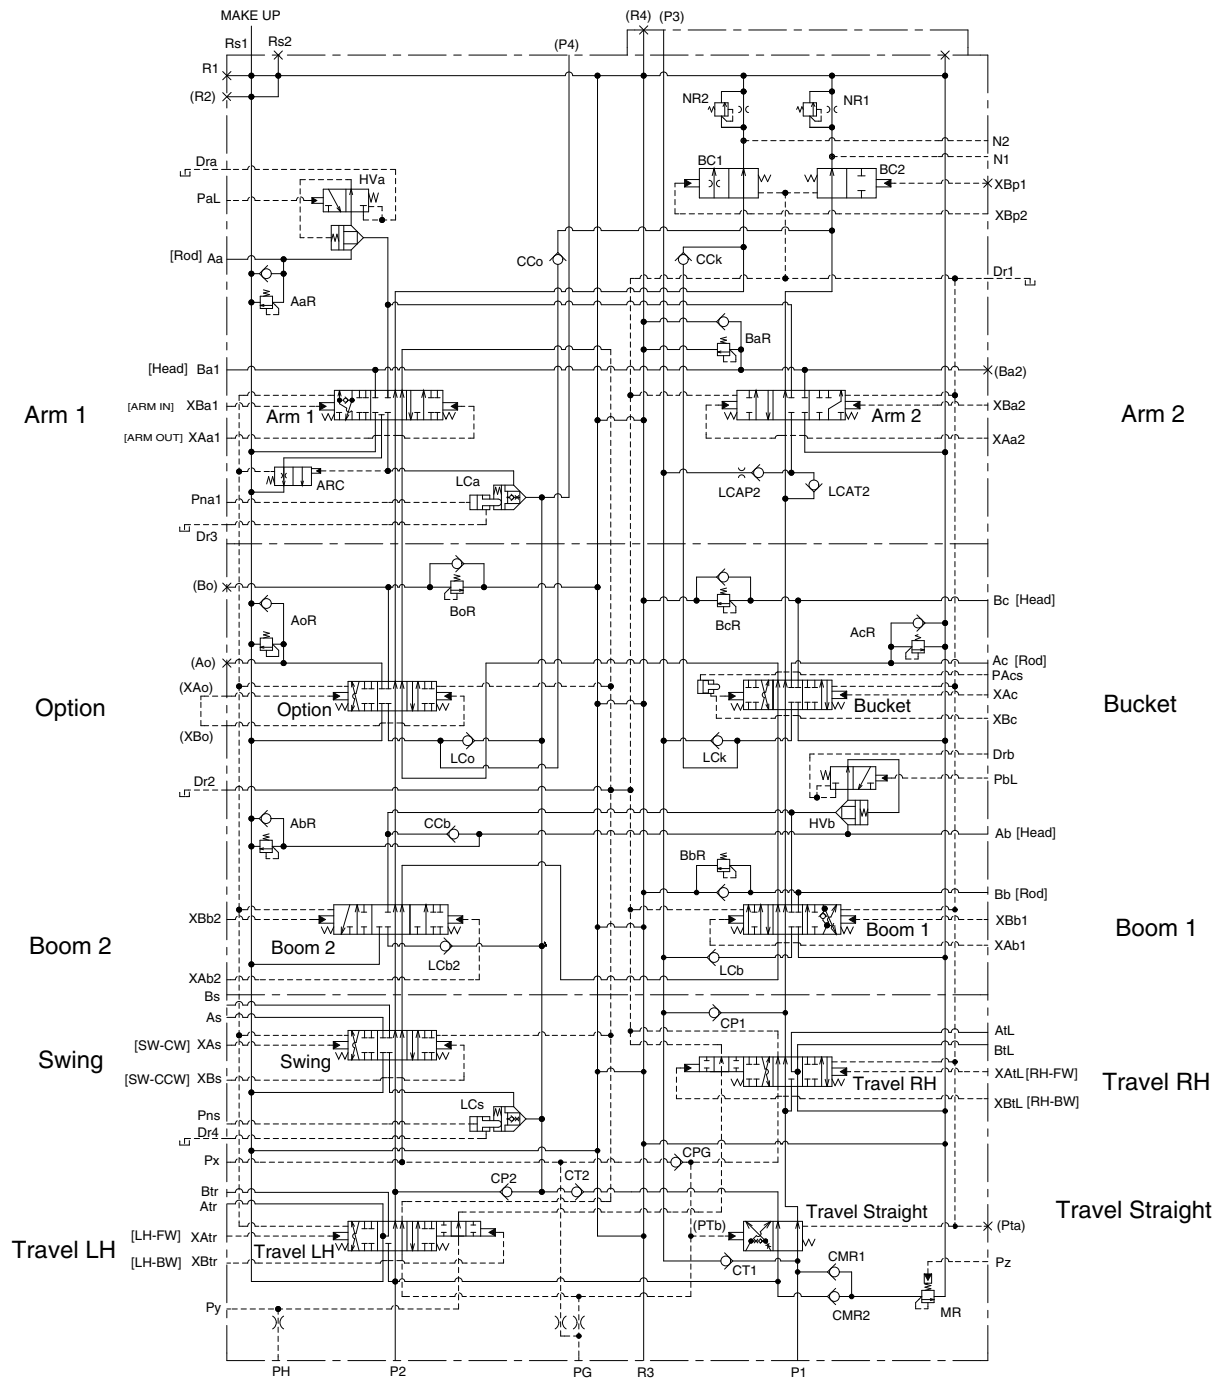 MAKE UP
Rs1 Rs2 (P4) (R4) (P3)
R1
(R2)
NR2 NR1
N2
N1
Dra
HVa
BC1 BC2
XBp1
PaL
XBp2
[Rod] Aa
CCo CCk
Dr1
AaR
BaR
[Head] Ba1
(Ba2)
Arm 1
[ARM IN] XBa1
Arm 1
Arm 2
XBa2
Arm 2
[ARM OUT] XAa1
XAa2
ARC
LCa
LCAP2 LCAT2
Pna1
Dr3
(Bo)
BoR
Bc [Head]
BcR
AoR
AcR
(Ao)
Ac [Rod]
PAcs
(XAo)
XAc
Option
Option
Bucket
Bucket
XBc
(XBo)
LCo
LCk
Drb
Dr2
PbL
AbR
CCb
HVb
Ab [Head]
BbR
Bb [Rod]
XBb2
XBb1
Boom 2
Boom 2
Boom 1
Boom 1
XAb1
LCb2
LCb
XAb2
Bs
As
CP1
AtL
BtL
Swing
[SW-CW] XAs
Swing
XAtL [RH-FW]
Travel RH
Travel RH
[SW-CCW] XBs
XBtL [RH-BW]
LCs
Pns
Dr4
Px
CPG
CP2 CT2
Btr
Atr
Travel Straight
Travel Straight
(PTb)
(Pta)
[LH-FW] XAtr
Travel LH
Travel LH
[LH-BW] XBtr
CT1
CMR1
Pz
Py
CMR2
MR
PH P2 PG R3 P1